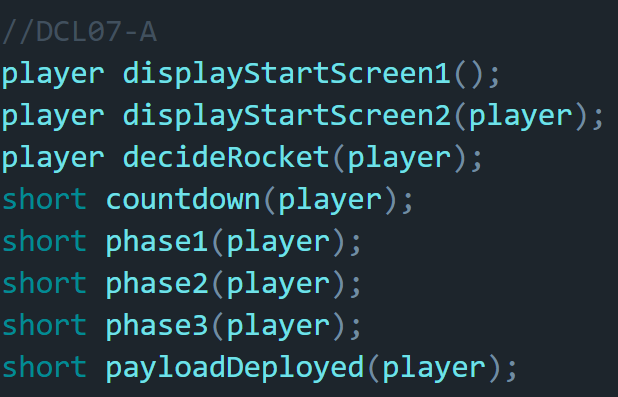 //DCL07-A
player displayStartScreen1();
player displayStartScreen2(player);
player decideRocket(player);
short countdown(player);
short phase1(player);
short phase2(player);
short phase3(player);
short payloadDeployed(player);